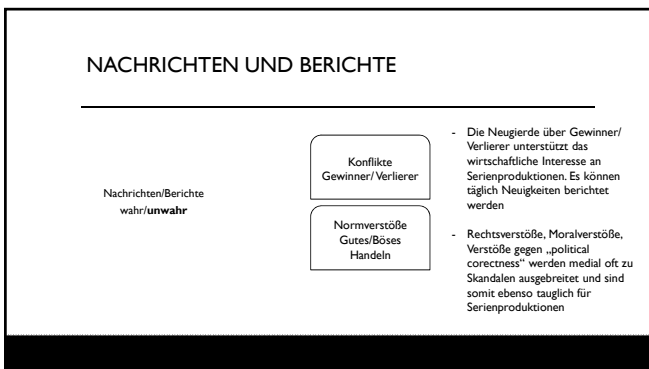 NACHRICHTEN UND BERICHTE
Nachrichten/Berichte
wahr/unwahr
Konflikte
Gewinner/Verlierer
Normverstöße
Gutes/Böses
Handeln
- Die Neugierde über Gewinner/
Verlierer unterstützt das
wirtschaftliche Interesse an
Serienproduktionen. Es können
täglich Neuigkeiten berichtet
werden
- Rechtsverstöße, Moralverstöße,
Verstöße gegen „political
corectness“ werden medial oft zu
Skandalen ausgebreitet und sind
somit ebenso tauglich für
Serienproduktionen